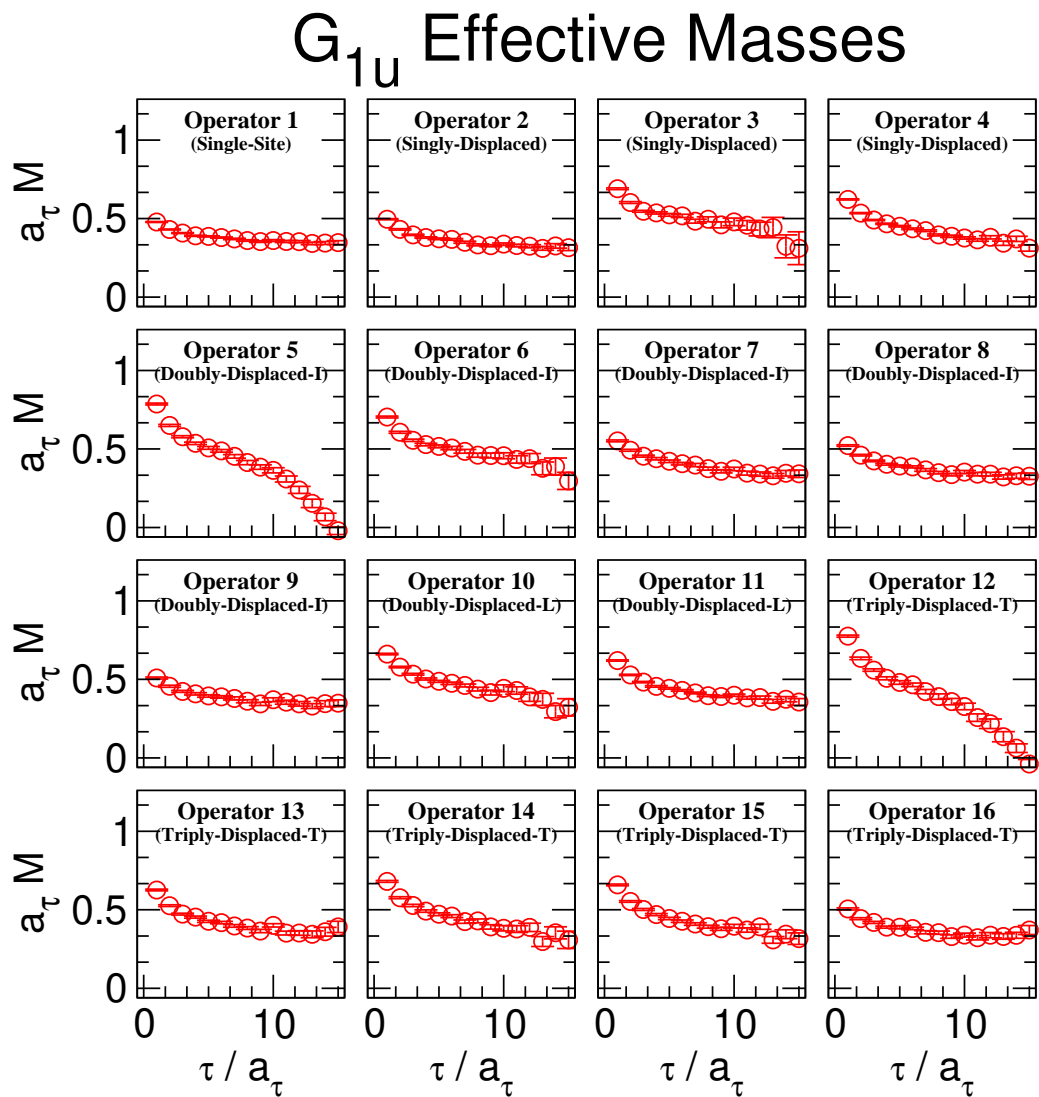 G1u Effective Masses
Operator 1
(Single-Site)
Operator 2
(Singly-Displaced)
Operator 3
(Singly-Displaced)
Operator 4
(Singly-Displaced)
1
0.5
0
aτ M
Operator 5
(Doubly-Displaced-I)
Operator 6
(Doubly-Displaced-I)
Operator 7
(Doubly-Displaced-I)
Operator 8
(Doubly-Displaced-I)
1
0.5
0
aτ M
Operator 9
(Doubly-Displaced-I)
Operator 10
(Doubly-Displaced-L)
Operator 11
(Doubly-Displaced-L)
Operator 12
(Triply-Displaced-T)
1
0.5
0
aτ M
Operator 13
(Triply-Displaced-T)
Operator 14
(Triply-Displaced-T)
Operator 15
(Triply-Displaced-T)
Operator 16
(Triply-Displaced-T)
1
0.5
0
aτ M
0 10
0 10
0 10
0 10
τ / aτ
τ / aτ
τ / aτ
τ / aτ